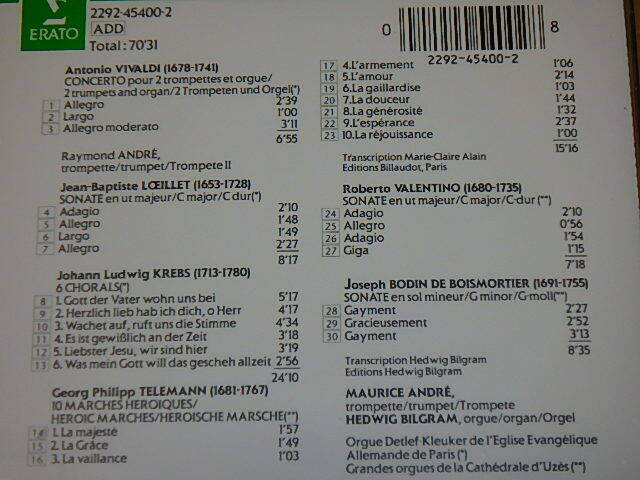 ERATO
2292-45400-2
ADD
Total: 70'31
0 8
2292-45400-2
Antonio VIVALDI (1678-1741)
CONCERTO pour 2 trompettes et orgue/
2 trumpets and organ/2 Trompeten und Orgel(*)
1 Allegro 2'39
2 Largo 1'00
3 Allegro moderato 3'11
6'55
Raymond ANDRÉ,
trompette/trumpet/Trompete II
Jean-Baptiste LŒILLET (1653-1728)
SONATE en ut majeur/C major/C dur(*)
4 Adagio 2'10
5 Allegro 1'48
6 Largo 1'49
7 Allegro 2'27
8'17
Johann Ludwig KREBS (1713-1780)
6 CHORALS(*)
8 1. Gott der Vater wohn uns bei 5'17
9 2. Herzlich lieb hab ich dich, o Herr 4'17
10 3. Wachet auf, ruft uns die Stimme 4'34
11 4. Es ist gewißlich an der Zeit 3'18
12 5. Liebster Jesu, wir sind hier 3'19
13 6. Was mein Gott will das gescheh allzeit 2'56
24'10
Georg Philipp TELEMANN (1681-1767)
10 MARCHES HEROIQUES/
HEROIC MARCHES/HEROISCHE MARSCHE(**)
14 1. La majesté 1'57
15 2. La Grâce 1'49
16 3. La vaillance 1'03
17 4. L'armement 1'06
18 5. L'amour 2'14
19 6. La gaillardise 1'03
20 7. La douceur 1'44
21 8. La générosité 1'32
22 9. L'espérance 2'37
23 10. La réjouissance 1'00
15'16
Transcription Marie-Claire Alain
Editions Billaudot, Paris
Roberto VALENTINO (1680-1735)
SONATE en ut majeur/C major/C-dur (**)
24 Adagio 2'10
25 Allegro 0'56
26 Adagio 1'54
27 Giga 1'15
7'18
Joseph BODIN DE BOISMORTIER (1691-1755)
SONATE en sol mineur/G minor/G-moll(**)
28 Gayment 2'27
29 Gracieusement 2'52
30 Gayment 3'13
8'35
Transcription Hedwig Bilgram
Editions Hedwig Bilgram
MAURICE ANDRÉ,
trompette/trumpet/Trompete
HEDWIG BILGRAM, orgue/organ/Orgel
Orgue Detlef-Kleuker de l'Eglise Evangélique
Allemande de Paris (*)
Grandes orgues de la Cathédrale d'Uzès (**)